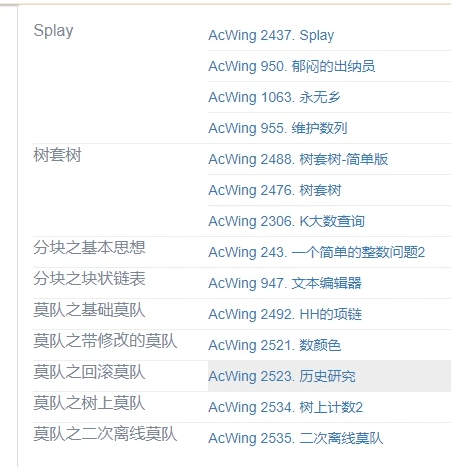 Splay
AcWing 2437. Splay
AcWing 950. 郁闷的出纳员
AcWing 1063. 永无乡
AcWing 955. 维护数列
树套树
AcWing 2488. 树套树-简单版
AcWing 2476. 树套树
AcWing 2306. K大数查询
分块之基本思想
AcWing 243. 一个简单的整数问题2
分块之块状链表
AcWing 947. 文本编辑器
莫队之基础莫队
AcWing 2492. HH的项链
莫队之带修改的莫队
AcWing 2521. 数颜色
莫队之回滚莫队
AcWing 2523. 历史研究
莫队之树上莫队
AcWing 2534. 树上计数2
莫队之二次离线莫队
AcWing 2535. 二次离线莫队